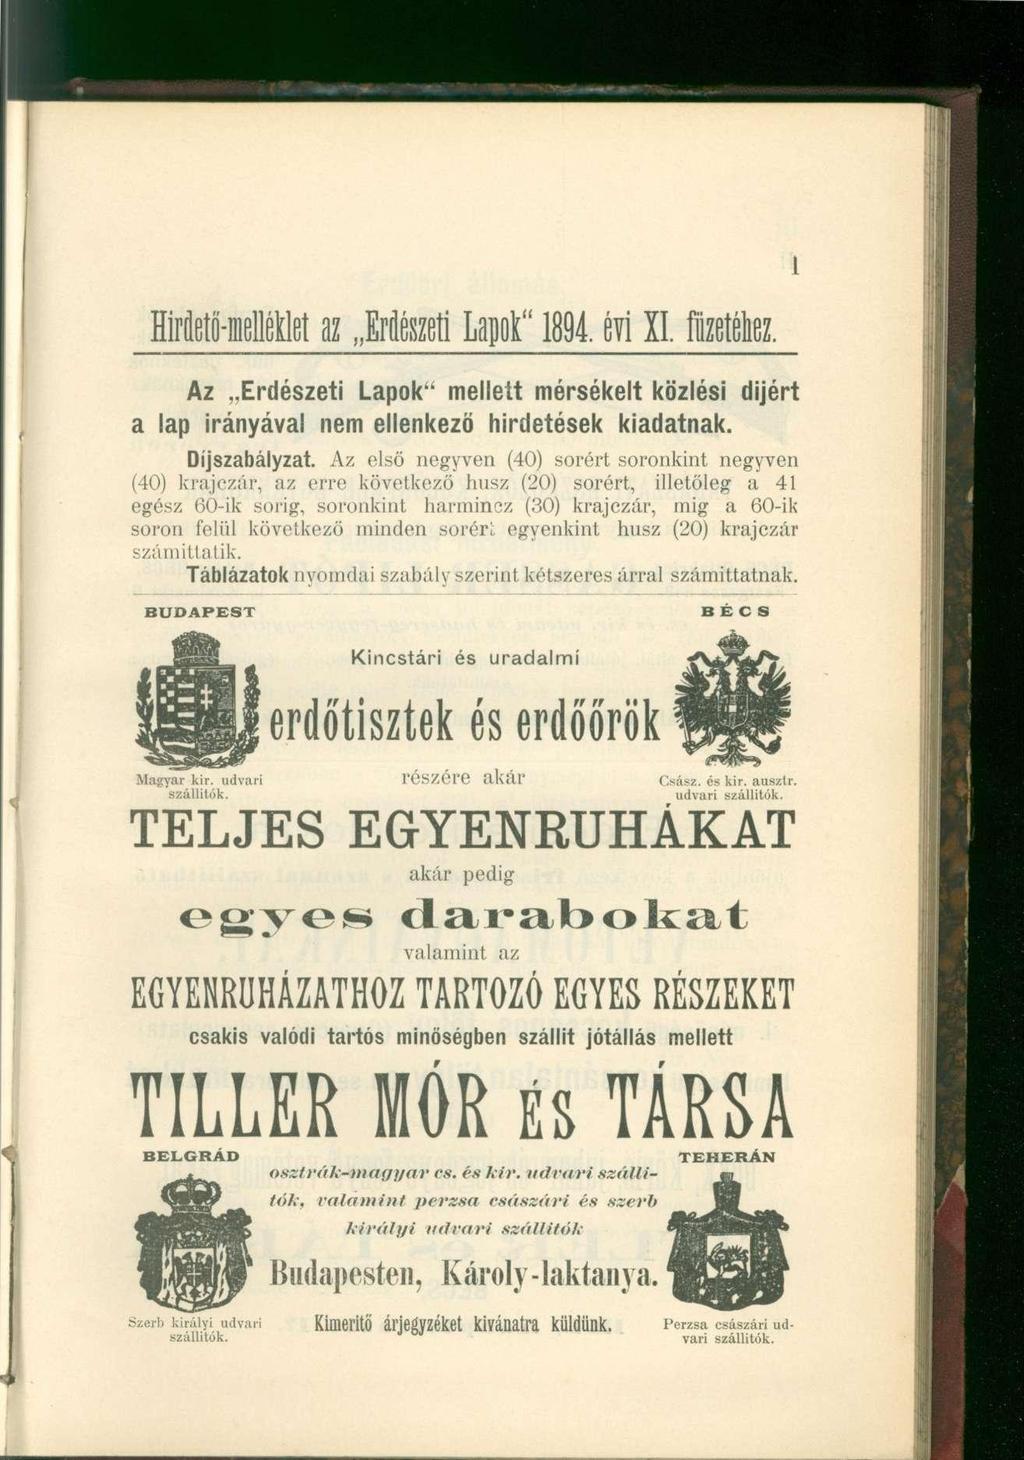 1
Hirdető-melléklet az „Erdészeti Lapok“ 1894. évi XI. füzetéhez.
Az „Erdészeti Lapok“ mellett mérsékelt közlési dijért
a lap irányával nem ellenkező hirdetések kiadatnak.
Díjszabályzat. Az első negyven (40) sorért soronkint negyven
(40) krajczár, az erre következő husz (20) sorért, illetőleg a 41
egész 60-ik sorig, soronkint harmincz (30) krajczár, mig a 60-ik
soron felül következő minden sorért egyenkint husz (20) krajczár
számittatik.
Táblázatok nyomdai szabály szerint kétszeres árral számittatnak.
BUDAPEST
BÉCS
Kincstári és uradalmi
erdőtisztek és erdőőrök
Magyar kir. udvari
szállitók.
részére akár
Csász. és kir. ausztr.
udvari szállitók.
TELJES EGYENRUHÁKAT
akár pedig
egyes darabokat
valamint az
EGYENRUHÁZATHOZ TARTOZÓ EGYES RÉSZEKET
csakis valódi tartós minőségben szállit jótállás mellett
TILLER MÓR ÉS TÁRSA
BELGRÁD
TEHERÁN
osztrák-magyar cs. és kir. udvari szálli-
tók, valamint perzsa császári és szerb
királyi udvari szállitók
Budapesten, Károly-laktanya.
Szerb királyi udvari
szállitók.
Kimeritő árjegyzéket kivánatra küldünk.
Perzsa császári ud-
vari szállitók.